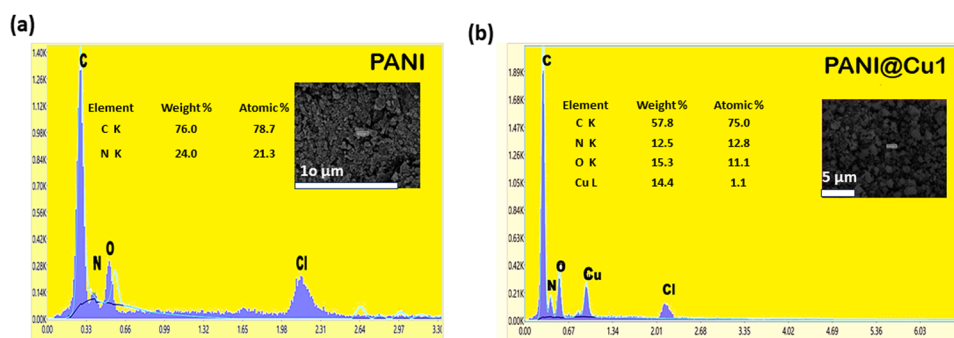 (a)
PANI
1.40K
1.26K
1.12K
0.98K
0.84K
0.70K
0.56K
0.42K
0.28K
0.14K
0.00K
C
N
O
Cl
Element Weight % Atomic %
C K 76.0 78.7
N K 24.0 21.3
1o μm
0.00 0.33 0.66 0.99 1.32 1.65 1.98 2.31 2.64 2.97 3.30
(b)
PANI@Cu1
1.89K
1.68K
1.47K
1.26K
1.05K
0.84K
0.63K
0.42K
0.21K
0.00K
C
N
O
Cu
Cl
Element Weight % Atomic %
C K 57.8 75.0
N K 12.5 12.8
O K 15.3 11.1
Cu L 14.4 1.1
5 μm
0.00 0.67 1.34 2.01 3.35 4.02 4.69 5.36 6.03